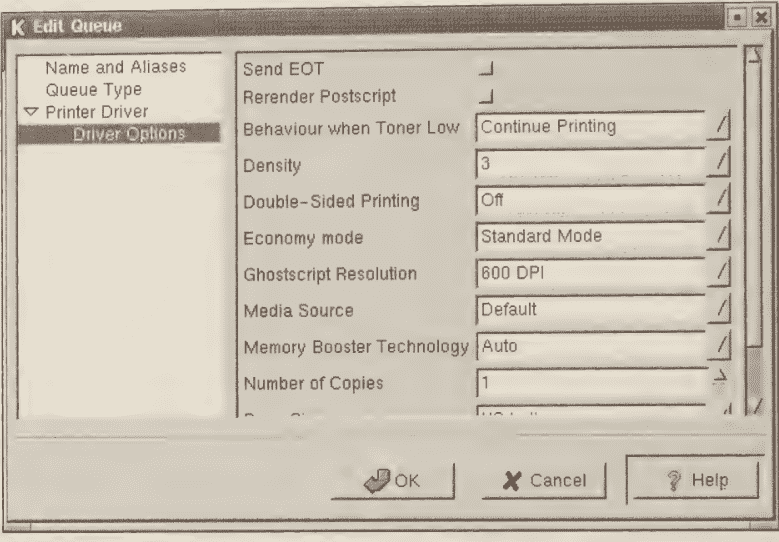 K Edit Queue
Name and Aliases
Queue Type
Printer Driver
Driver Options
Send EOT
Rerender Postscript
Behaviour when Toner Low Continue Printing
Density 3
Double-Sided Printing Off
Economy mode Standard Mode
Ghostscript Resolution 600 DPI
Media Source Default
Memory Booster Technology Auto
Number of Copies 1
OK Cancel Help